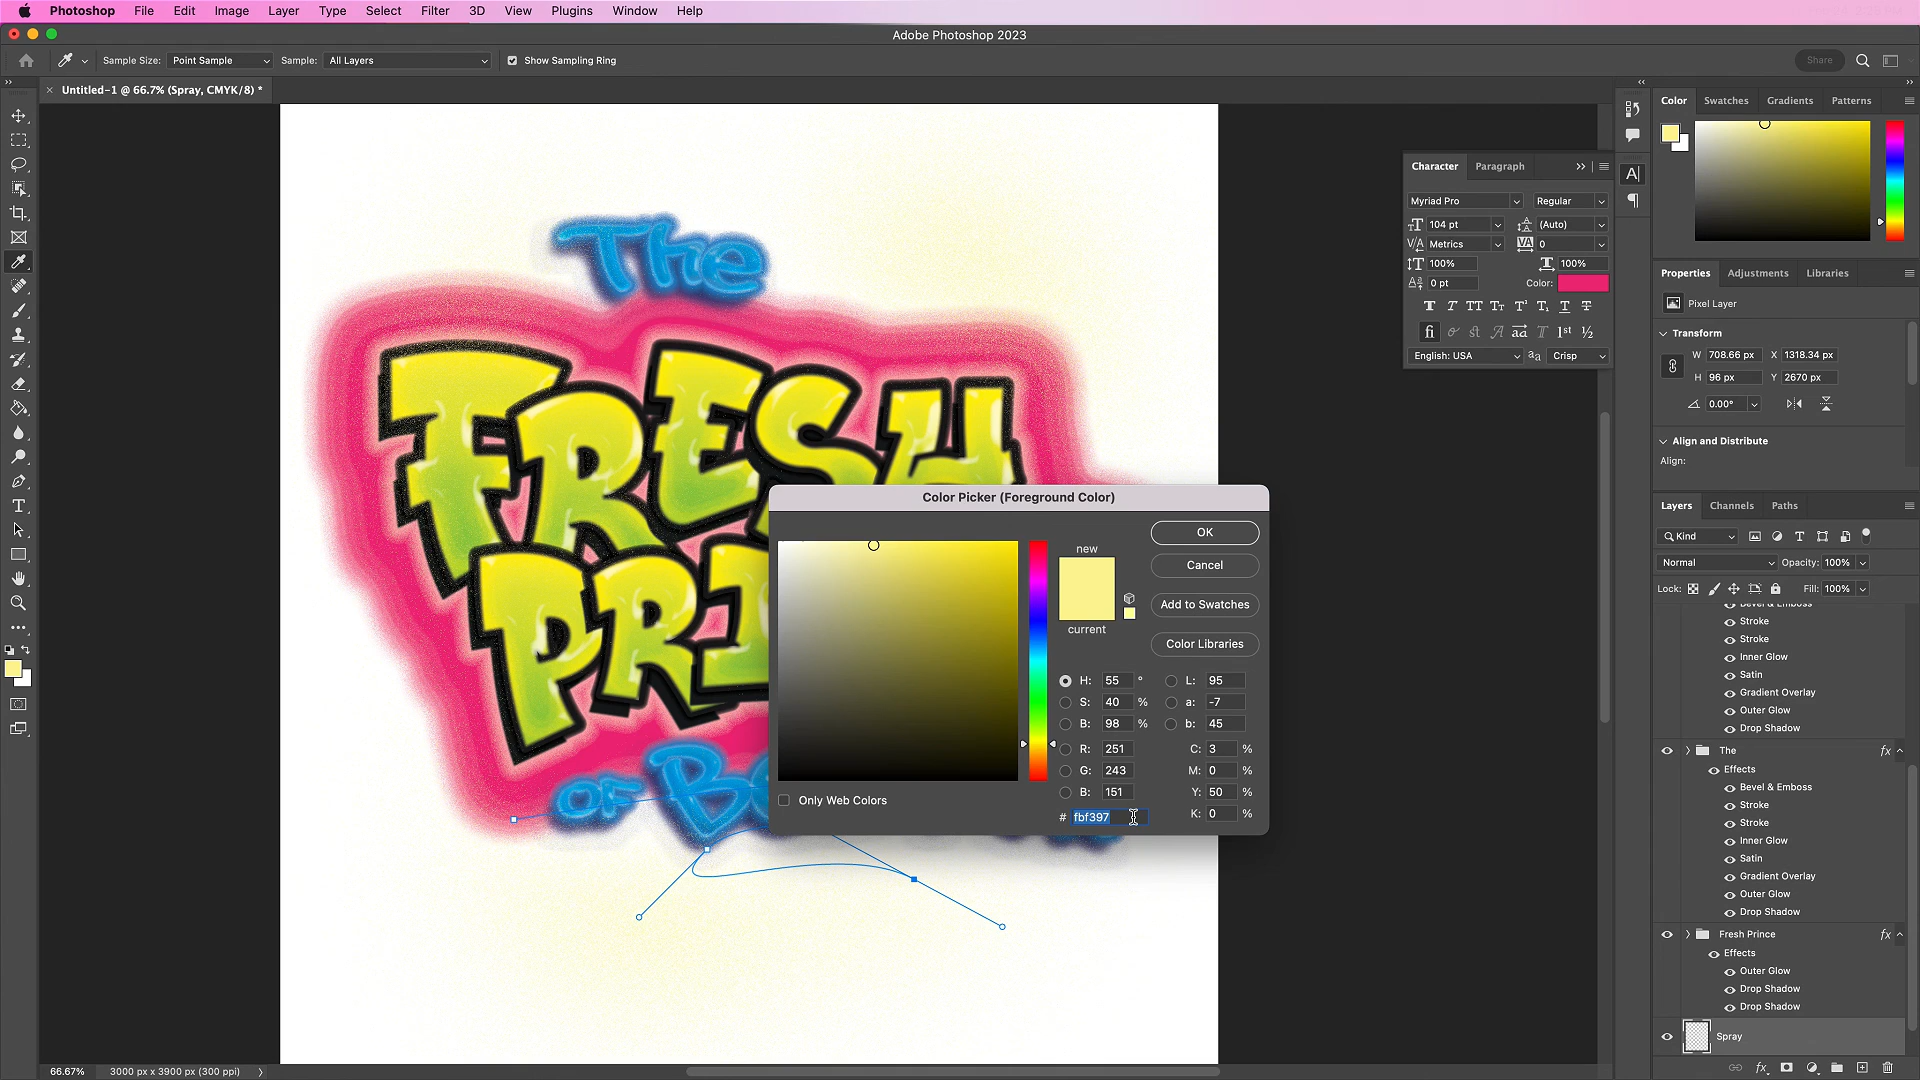 Photoshop File Edit Image Layer Type Select Filter 3D View Plugins Window Help
Adobe Photoshop 2023
Sample Size: Point Sample Sample: All Layers Show Sampling Ring Share
Untitled-1 @ 66.7% (Spray, CMYK/8) *
The
FRESH
PRI
OF BE
Color Picker (Foreground Color)
new
current
OK
Cancel
Add to Swatches
Color Libraries
H: 55 ° L: 95
S: 40 % a: -7
B: 98 % b: 45
R: 251 C: 3 %
G: 243 M: 0 %
B: 151 Y: 50 %
# fbf397 K: 0 %
Only Web Colors
Character Paragraph
Myriad Pro Regular
104 pt (Auto)
Metrics 0
100% 100%
0 pt Color:
English: USA Crisp
Color Swatches Gradients Patterns
Properties Adjustments Libraries
Pixel Layer
Transform
W 708.66 px X 1318.34 px
H 96 px Y 2670 px
0.00°
Align and Distribute
Align:
Layers Channels Paths
Kind
Normal Opacity: 100%
Lock: Fill: 100%
Bevel & Emboss
Stroke
Stroke
Inner Glow
Satin
Gradient Overlay
Outer Glow
Drop Shadow
The fx
Effects
Bevel & Emboss
Stroke
Stroke
Inner Glow
Satin
Gradient Overlay
Outer Glow
Drop Shadow
Fresh Prince fx
Effects
Outer Glow
Drop Shadow
Drop Shadow
Spray
66.67% 3000 px x 3900 px (300 ppi)